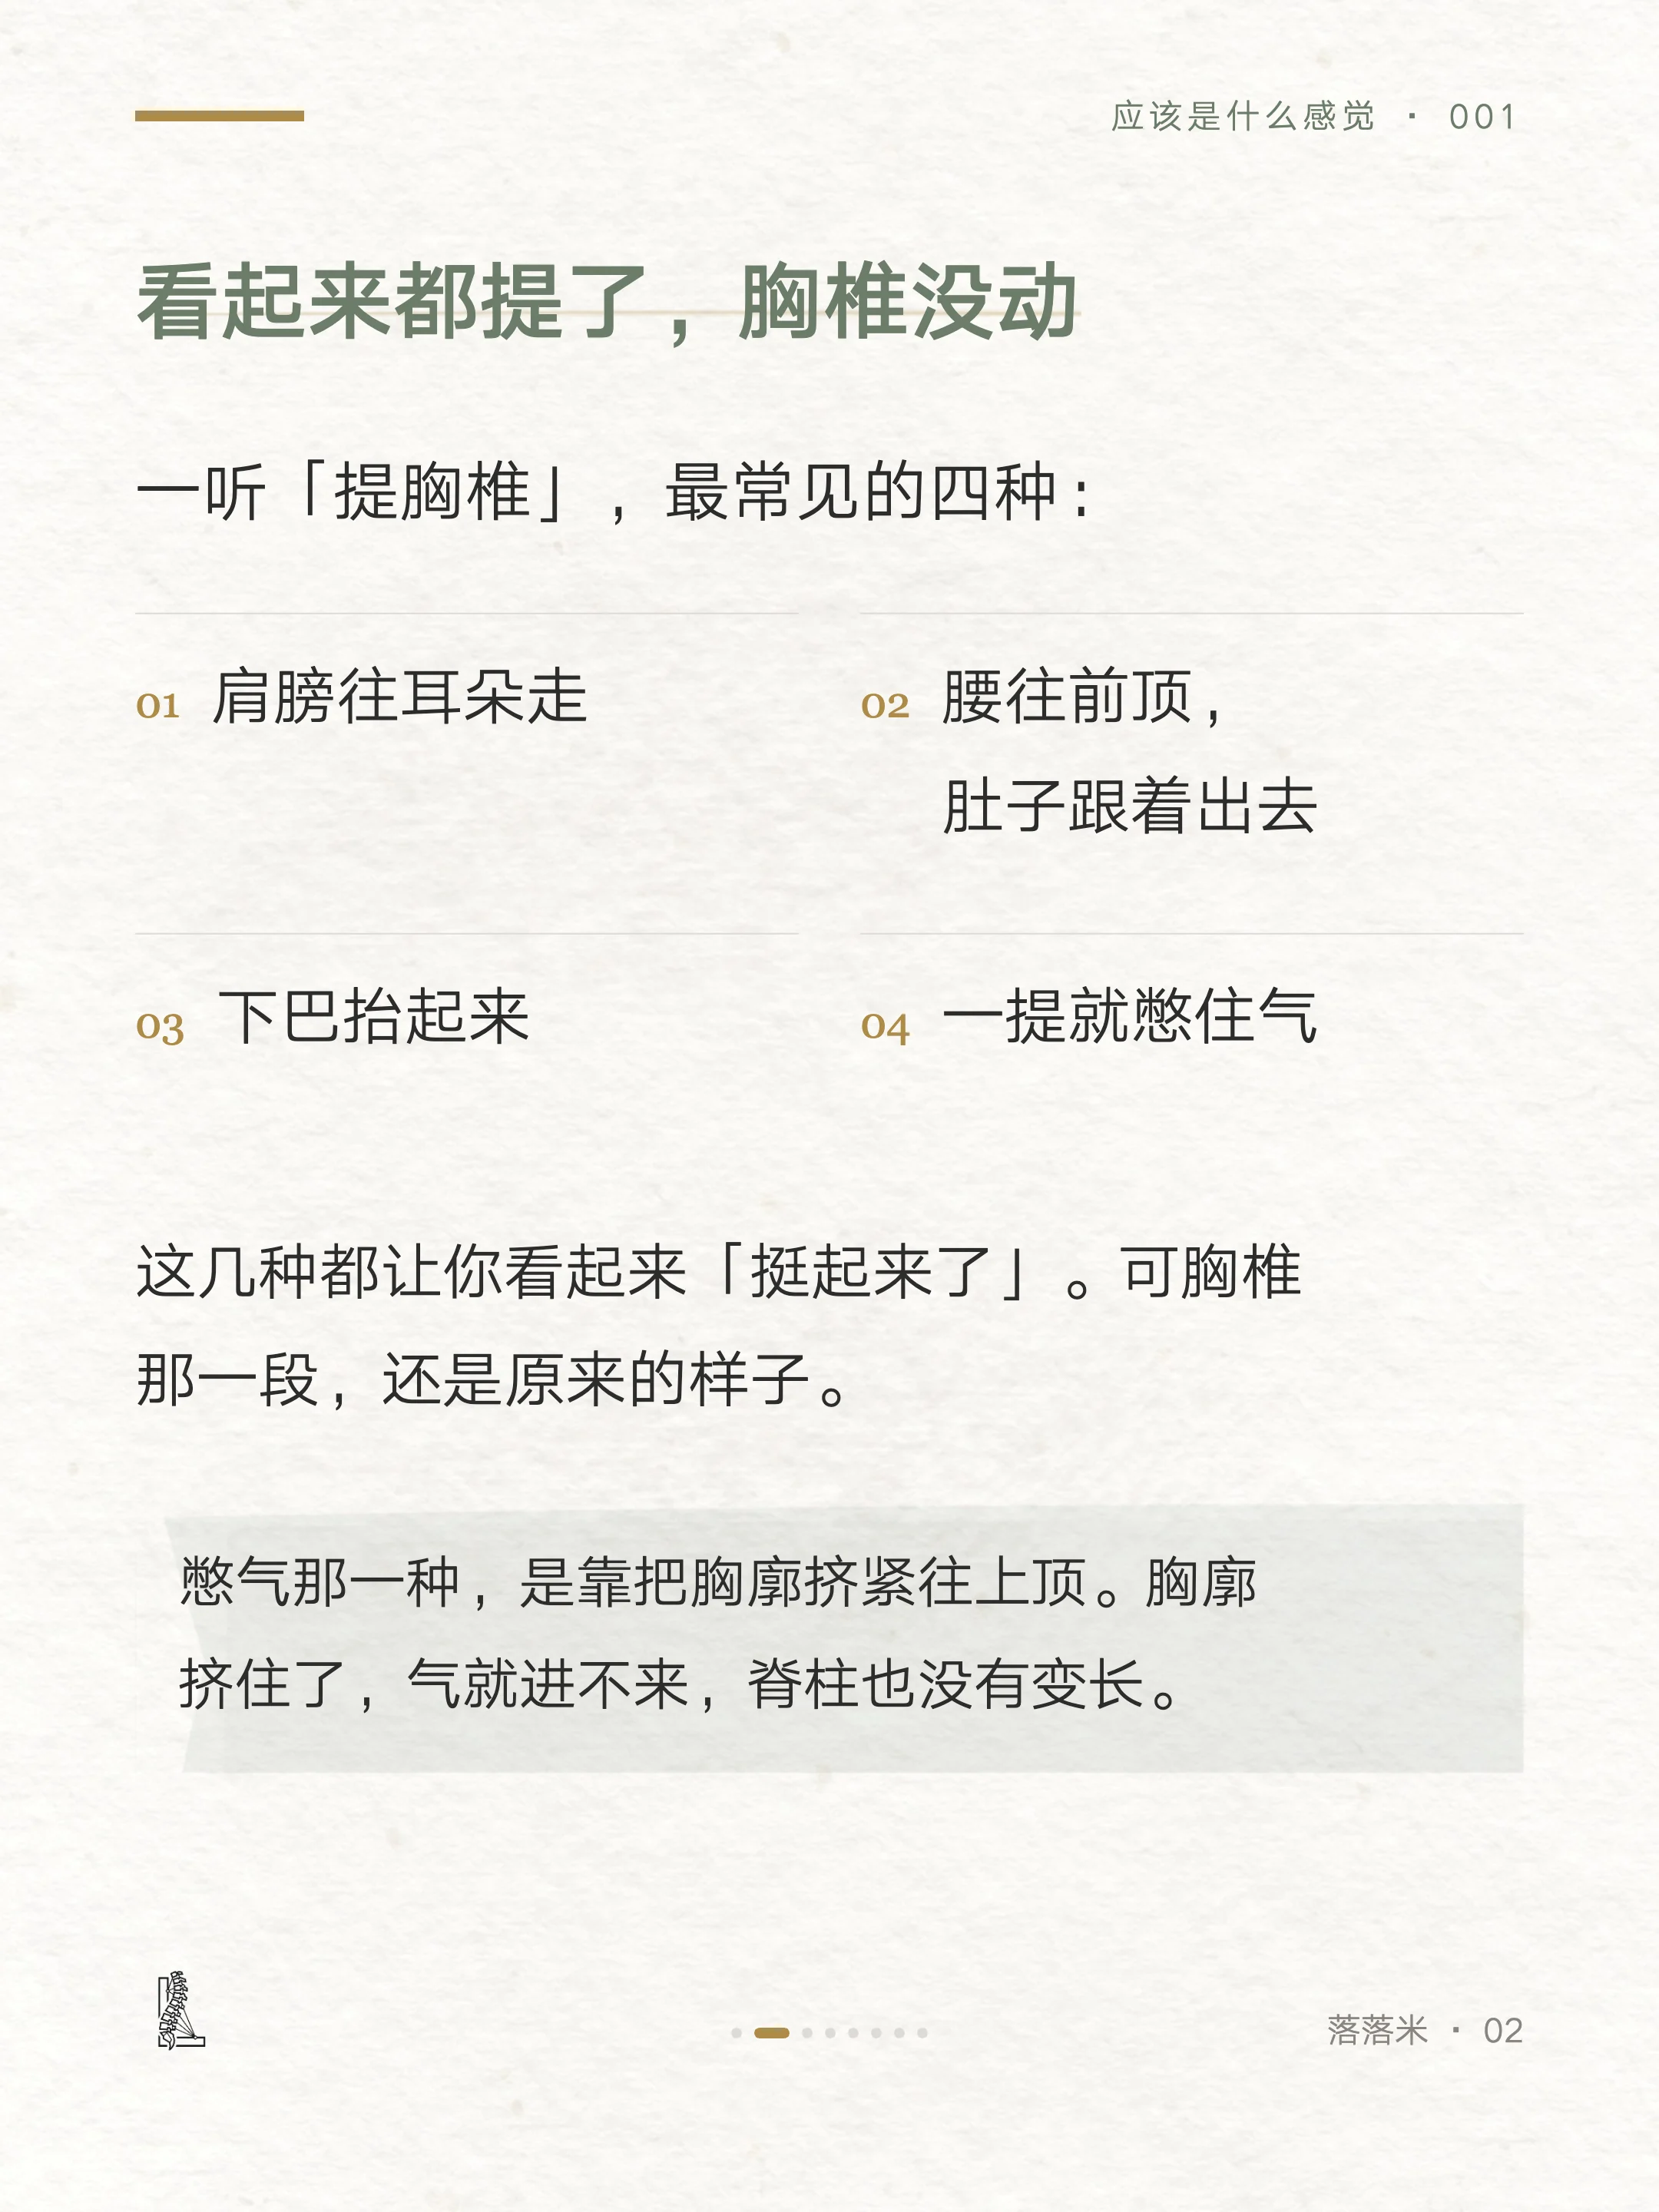 应该是什么感觉 · 001
看起来都提了，胸椎没动
一听「提胸椎」，最常见的四种：
01 肩膀往耳朵走
02 腰往前顶，
肚子跟着出去
03 下巴抬起来
04 一提就憋住气
这几种都让你看起来「挺起来了」。可胸椎
那一段，还是原来的样子。
憋气那一种，是靠把胸廓挤紧往上顶。胸廓
挤住了，气就进不来，脊柱也没有变长。
落落米 · 02